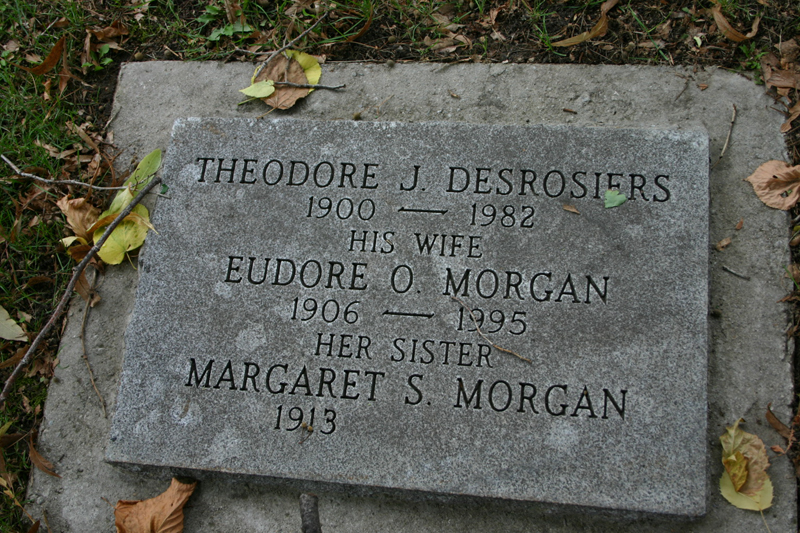 THEODORE J. DESROSIERS
1900 — 1982
HIS WIFE
EUDORE O. MORGAN
1906 — 1995
HER SISTER
MARGARET S. MORGAN
1913